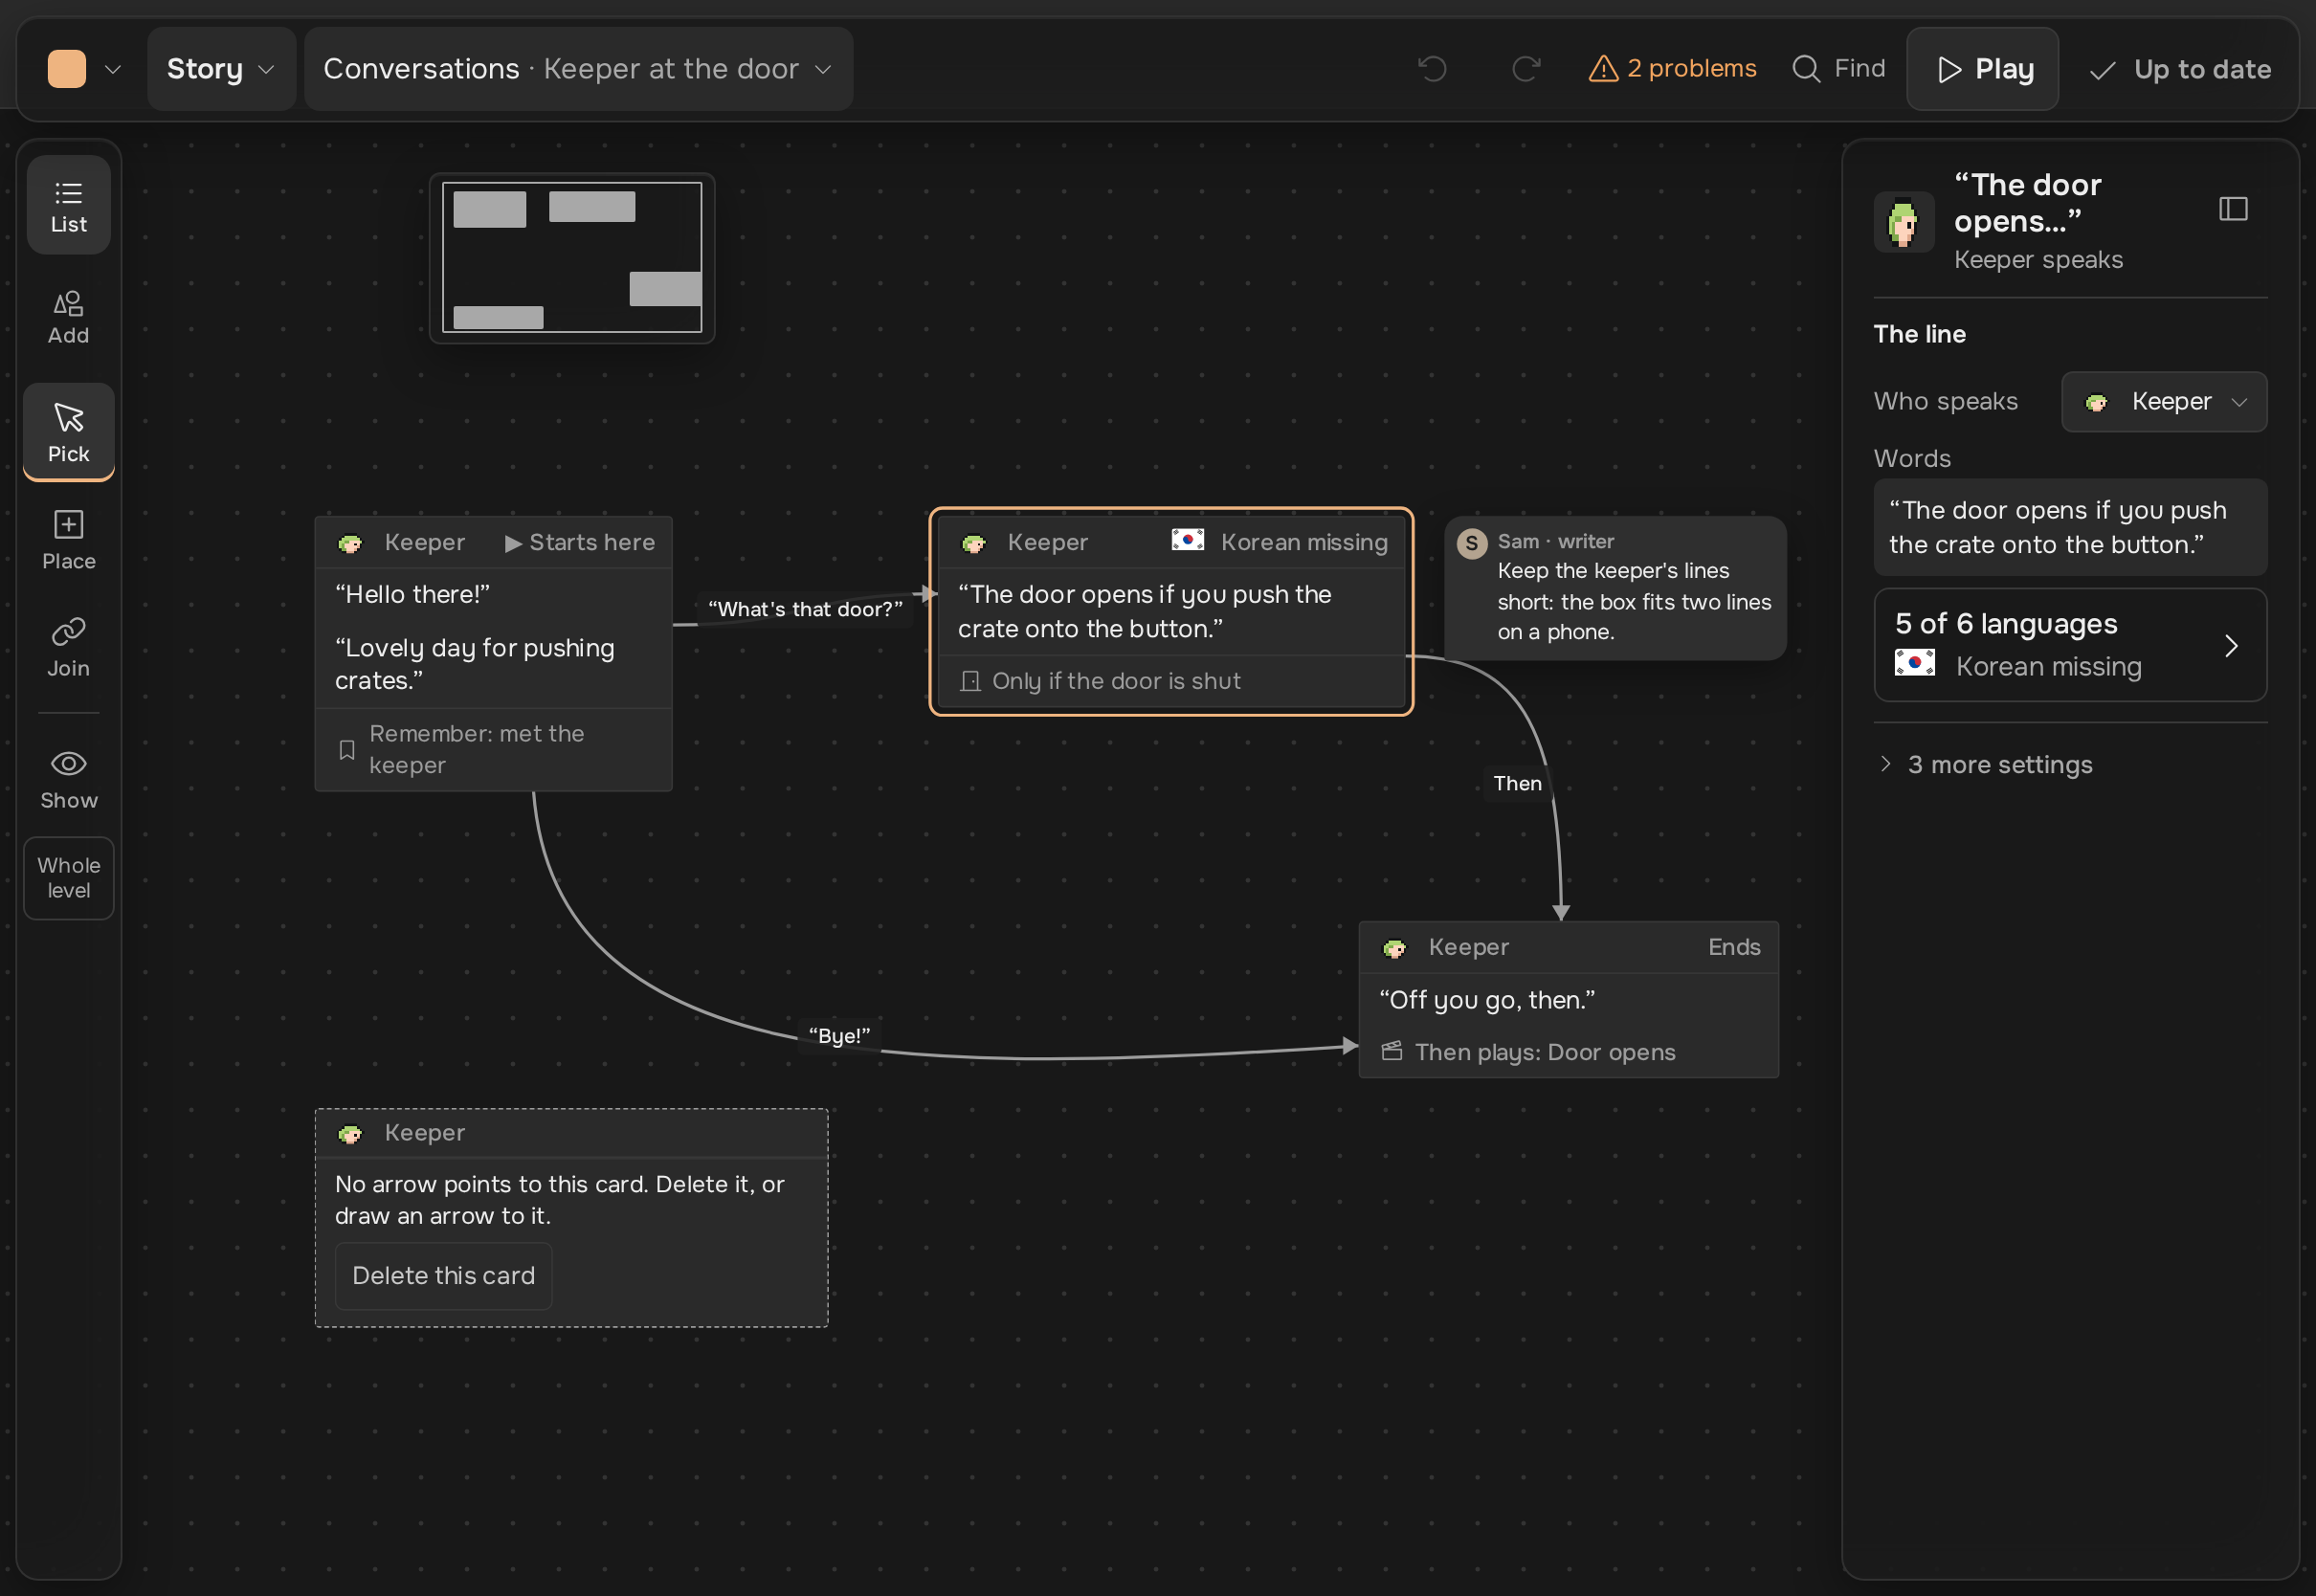 Story
Conversations · Keeper at the door
2 problems
Find
Play
Up to date
List
Add
Pick
Place
Join
Show
Whole
level
Keeper
▶ Starts here
“Hello there!”
“Lovely day for pushing
crates.”
Remember: met the
keeper
“What's that door?”
Keeper
Korean missing
“The door opens if you push the
crate onto the button.”
Only if the door is shut
S
Sam · writer
Keep the keeper's lines
short: the box fits two lines
on a phone.
Then
“Bye!”
Keeper
Ends
“Off you go, then.”
Then plays: Door opens
Keeper
No arrow points to this card. Delete it, or
draw an arrow to it.
Delete this card
“The door
opens...”
Keeper speaks
The line
Who speaks
Keeper
Words
“The door opens if you push
the crate onto the button.”
5 of 6 languages
Korean missing
3 more settings